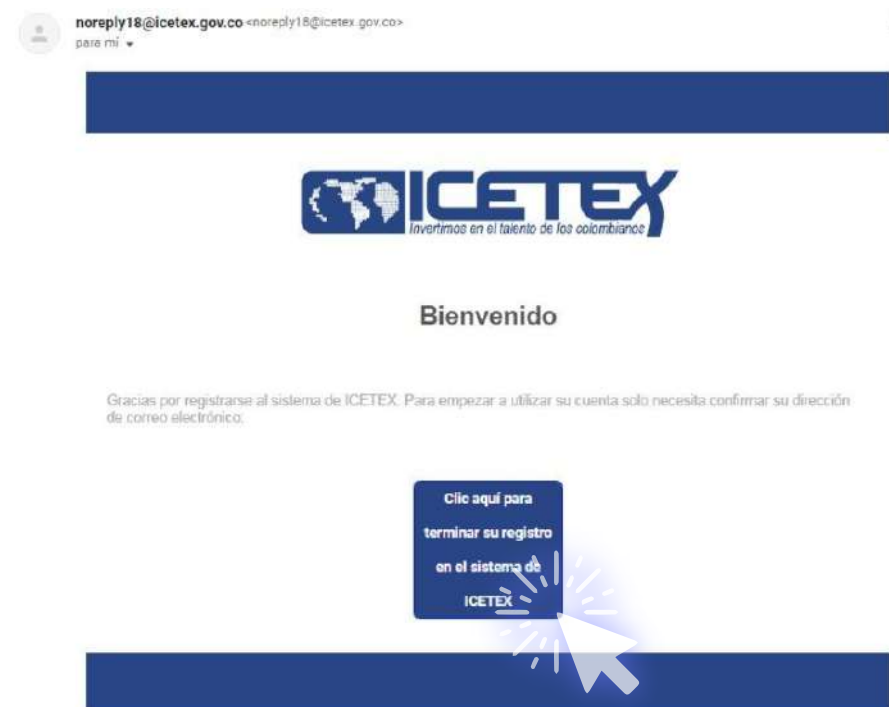 noreply18@icetex.gov.co <noreply18@icetex.gov.co>
para mí
ICETEX
Invertimos en el talento de los colombianos
Bienvenido
Gracias por registrarse al sistema de ICETEX. Para empezar a utilizar su cuenta solo necesita confirmar su dirección
de correo electrónico:
Clic aquí para
terminar su registro
en el sistema de
ICETEX